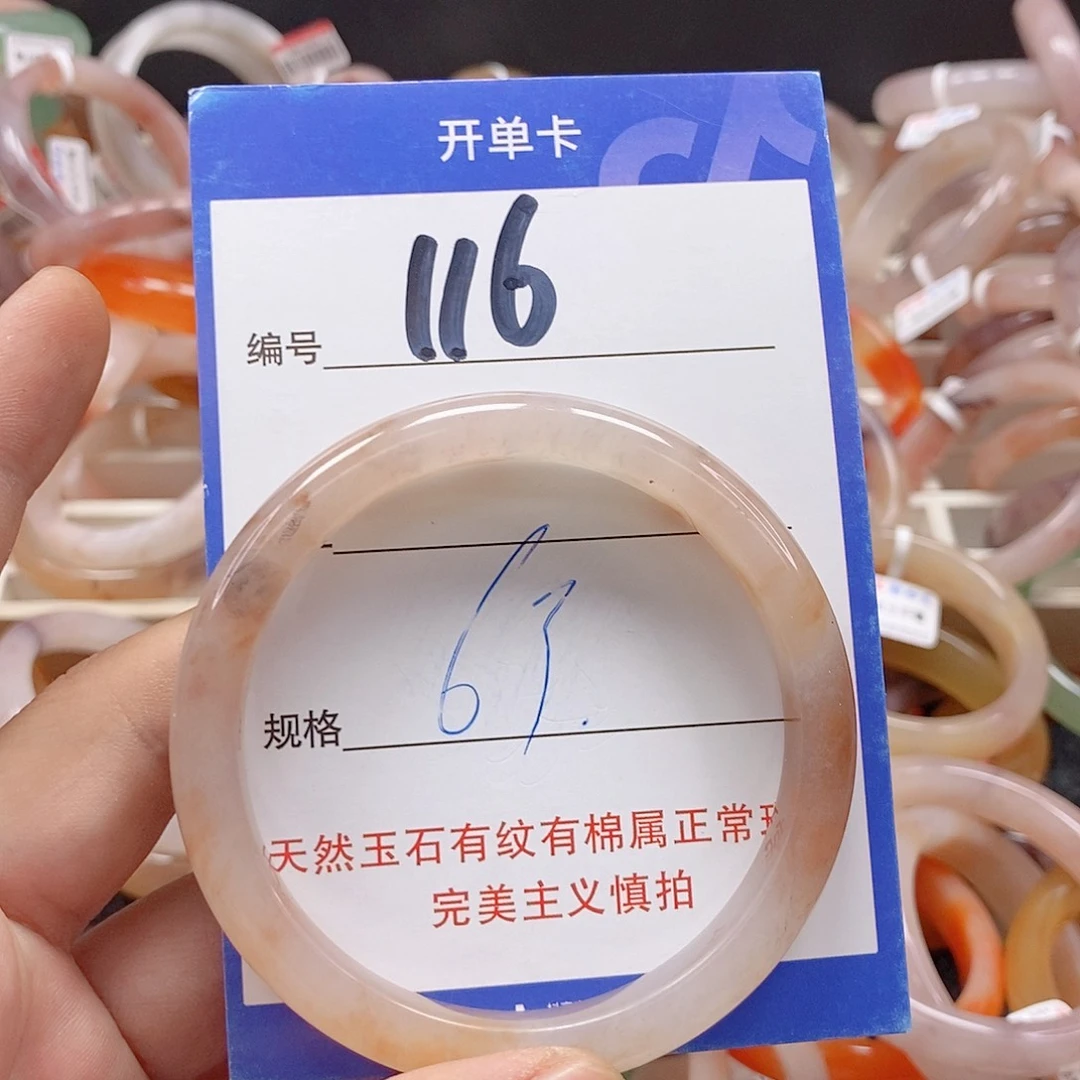 开单卡
编号 116
规格 67.
天然玉石有纹有棉属正常
完美主义慎拍